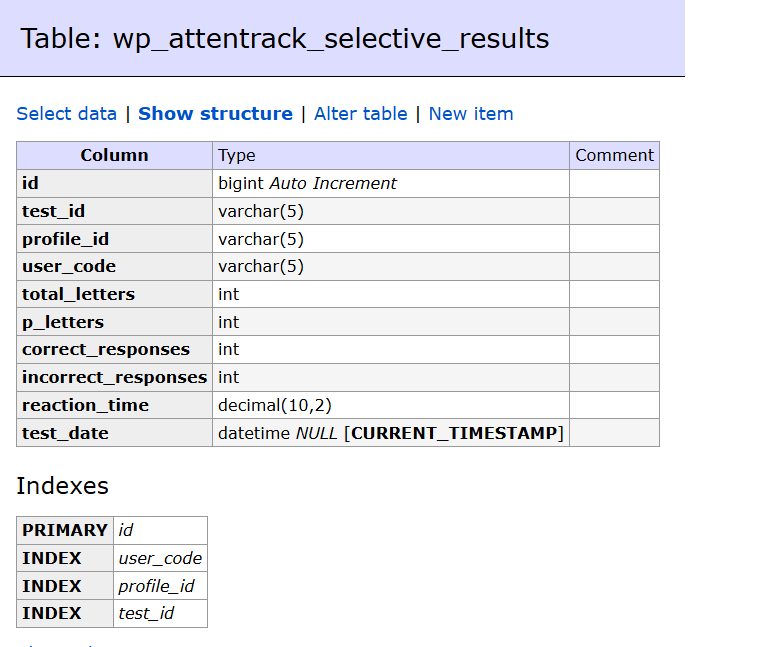 Table: wp_attentrack_selective_results
Select data | Show structure | Alter table | New item
Column Type Comment
id bigint Auto Increment
test_id varchar(5)
profile_id varchar(5)
user_code varchar(5)
total_letters int
p_letters int
correct_responses int
incorrect_responses int
reaction_time decimal(10,2)
test_date datetime NULL [CURRENT_TIMESTAMP]
Indexes
PRIMARY id
INDEX user_code
INDEX profile_id
INDEX test_id